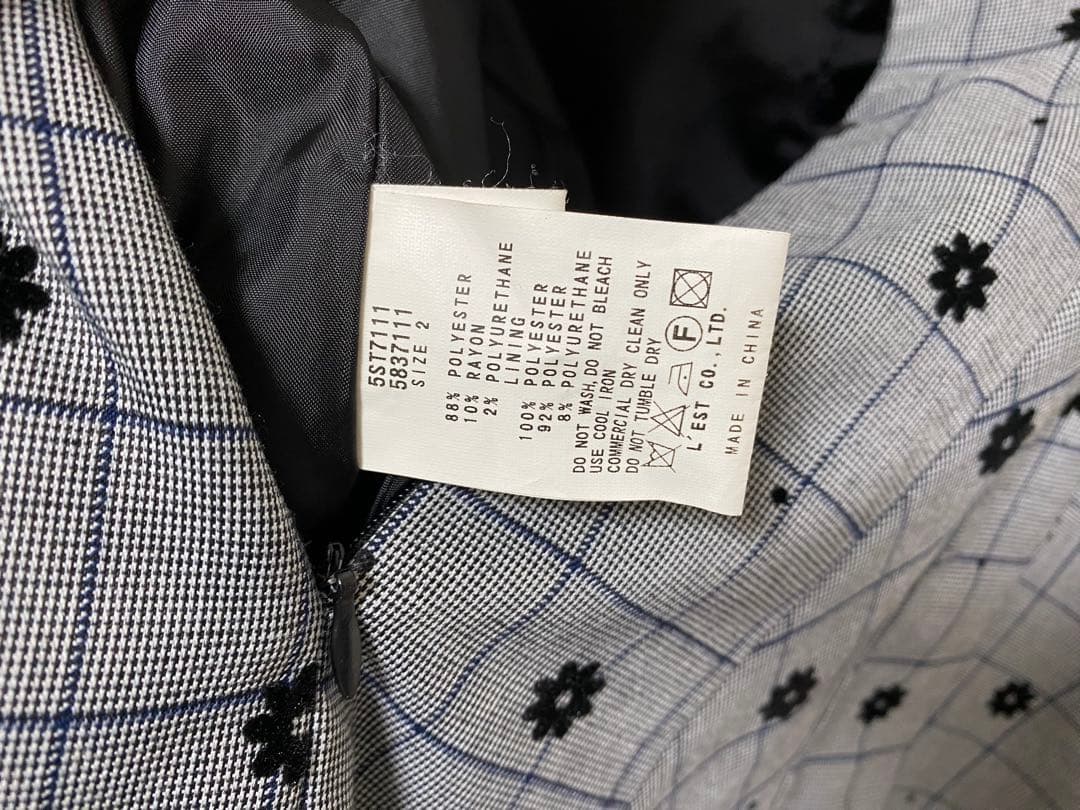 5ST7111
5837111
SIZE 2
88% POLYESTER
10% RAYON
2% POLYURETHANE
LINING
100% POLYESTER
92% POLYESTER
8% POLYURETHANE
DO NOT WASH, DO NOT BLEACH
USE COOL IRON
COMMERCIAL DRY CLEAN ONLY
DO NOT TUMBLE DRY
F
L'EST CO., LTD.
MADE IN CHINA